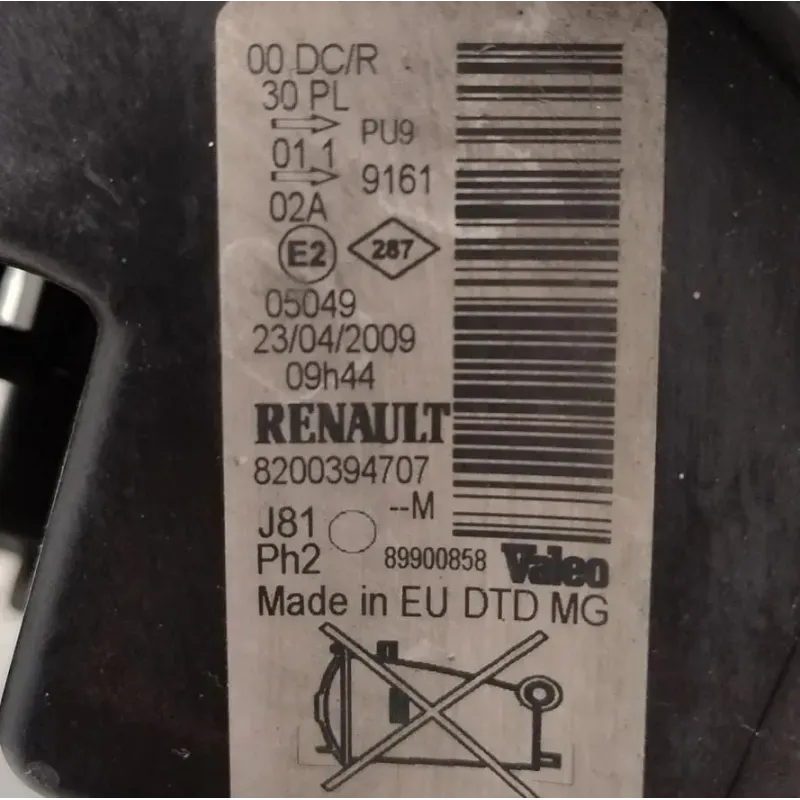 00 DC/R
30 PL
PU9
01 1
9161
02A
E2 287
05049
23/04/2009
09h44
RENAULT
8200394707
--M
J81
Ph2 89900858 Valeo
Made in EU DTD MG